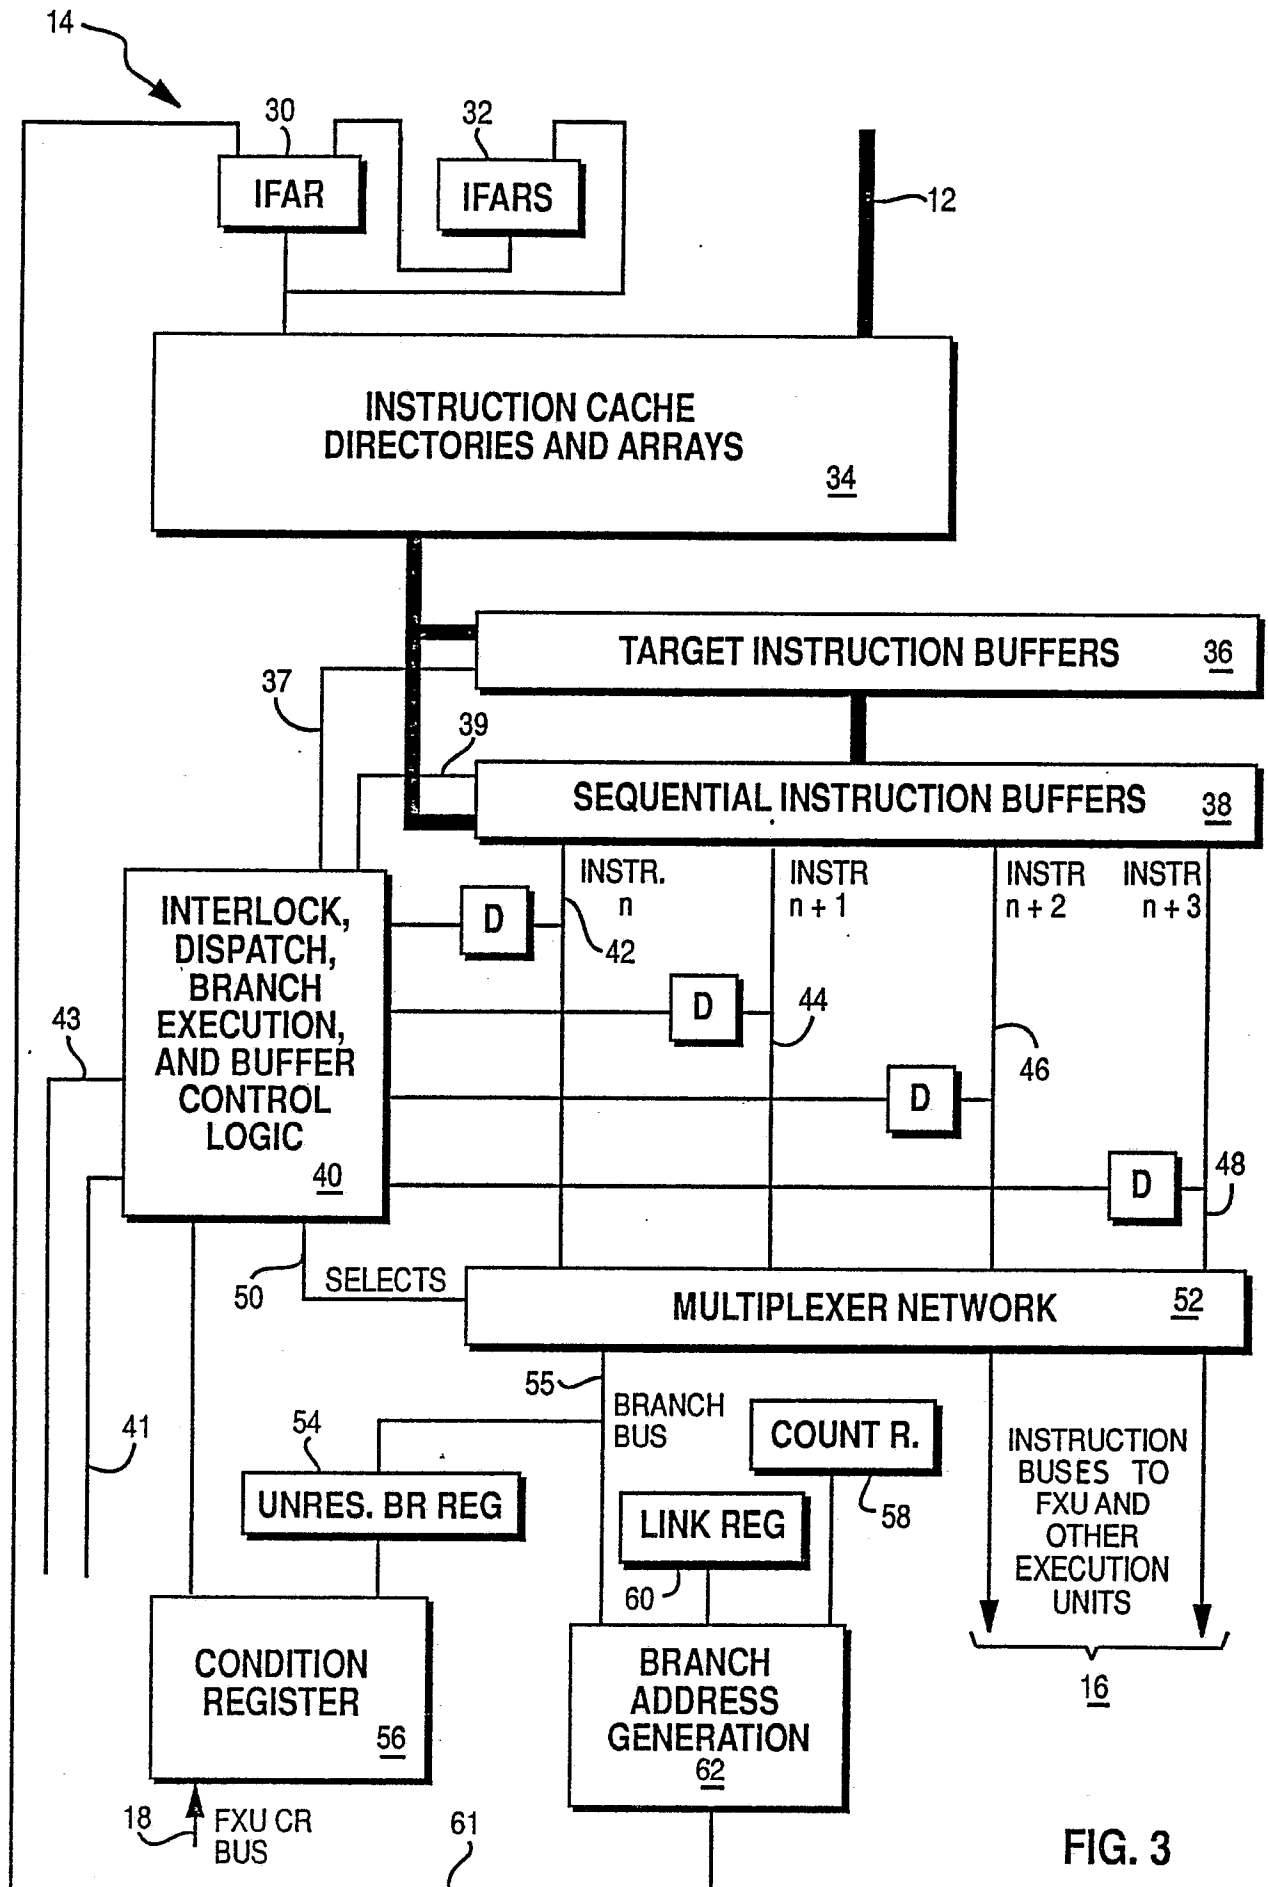 14
30
32
IFAR
IFARS
12
INSTRUCTION CACHE
DIRECTORIES AND ARRAYS
34
TARGET INSTRUCTION BUFFERS 36
37
39
SEQUENTIAL INSTRUCTION BUFFERS 38
INSTR.
n
INSTR
n + 1
INSTR
n + 2
INSTR
n + 3
INTERLOCK,
DISPATCH,
BRANCH
EXECUTION,
AND BUFFER
CONTROL
LOGIC
40
D
42
D
44
43
D
46
D
48
50
SELECTS
MULTIPLEXER NETWORK 52
55
BRANCH
BUS
41
54
UNRES. BR REG
COUNT R.
58
LINK REG
60
INSTRUCTION
BUSES TO
FXU AND
OTHER
EXECUTION
UNITS
16
CONDITION
REGISTER
56
BRANCH
ADDRESS
GENERATION
62
18
FXU CR
BUS
61
FIG. 3